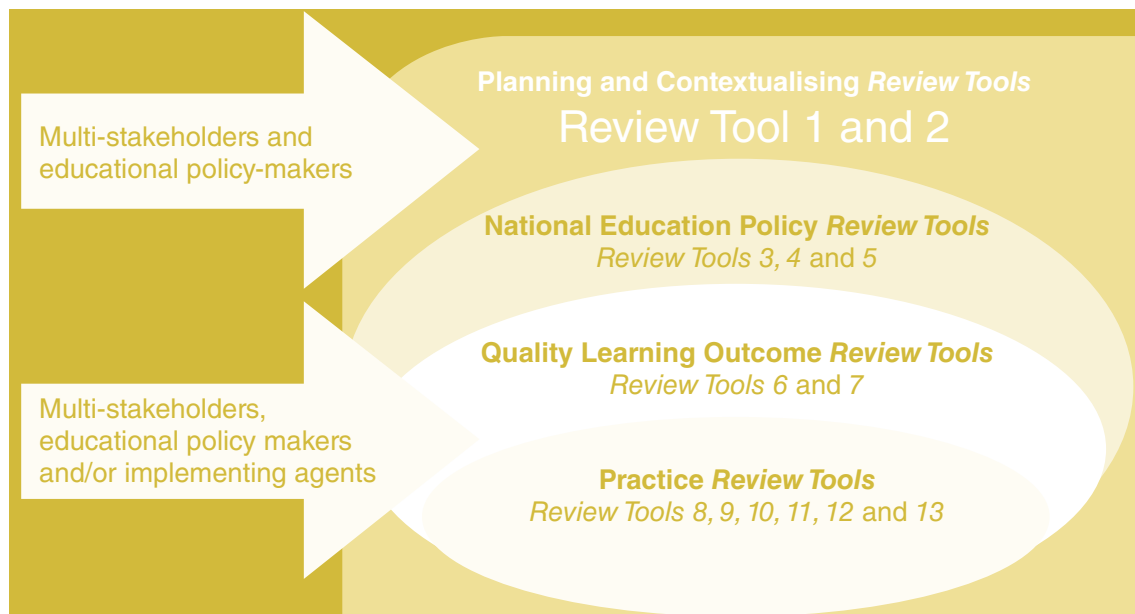 Planning and Contextualising Review Tools
Review Tool 1 and 2
Multi-stakeholders and
educational policy-makers
National Education Policy Review Tools
Review Tools 3, 4 and 5
Quality Learning Outcome Review Tools
Review Tools 6 and 7
Multi-stakeholders,
educational policy makers
and/or implementing agents
Practice Review Tools
Review Tools 8, 9, 10, 11, 12 and 13